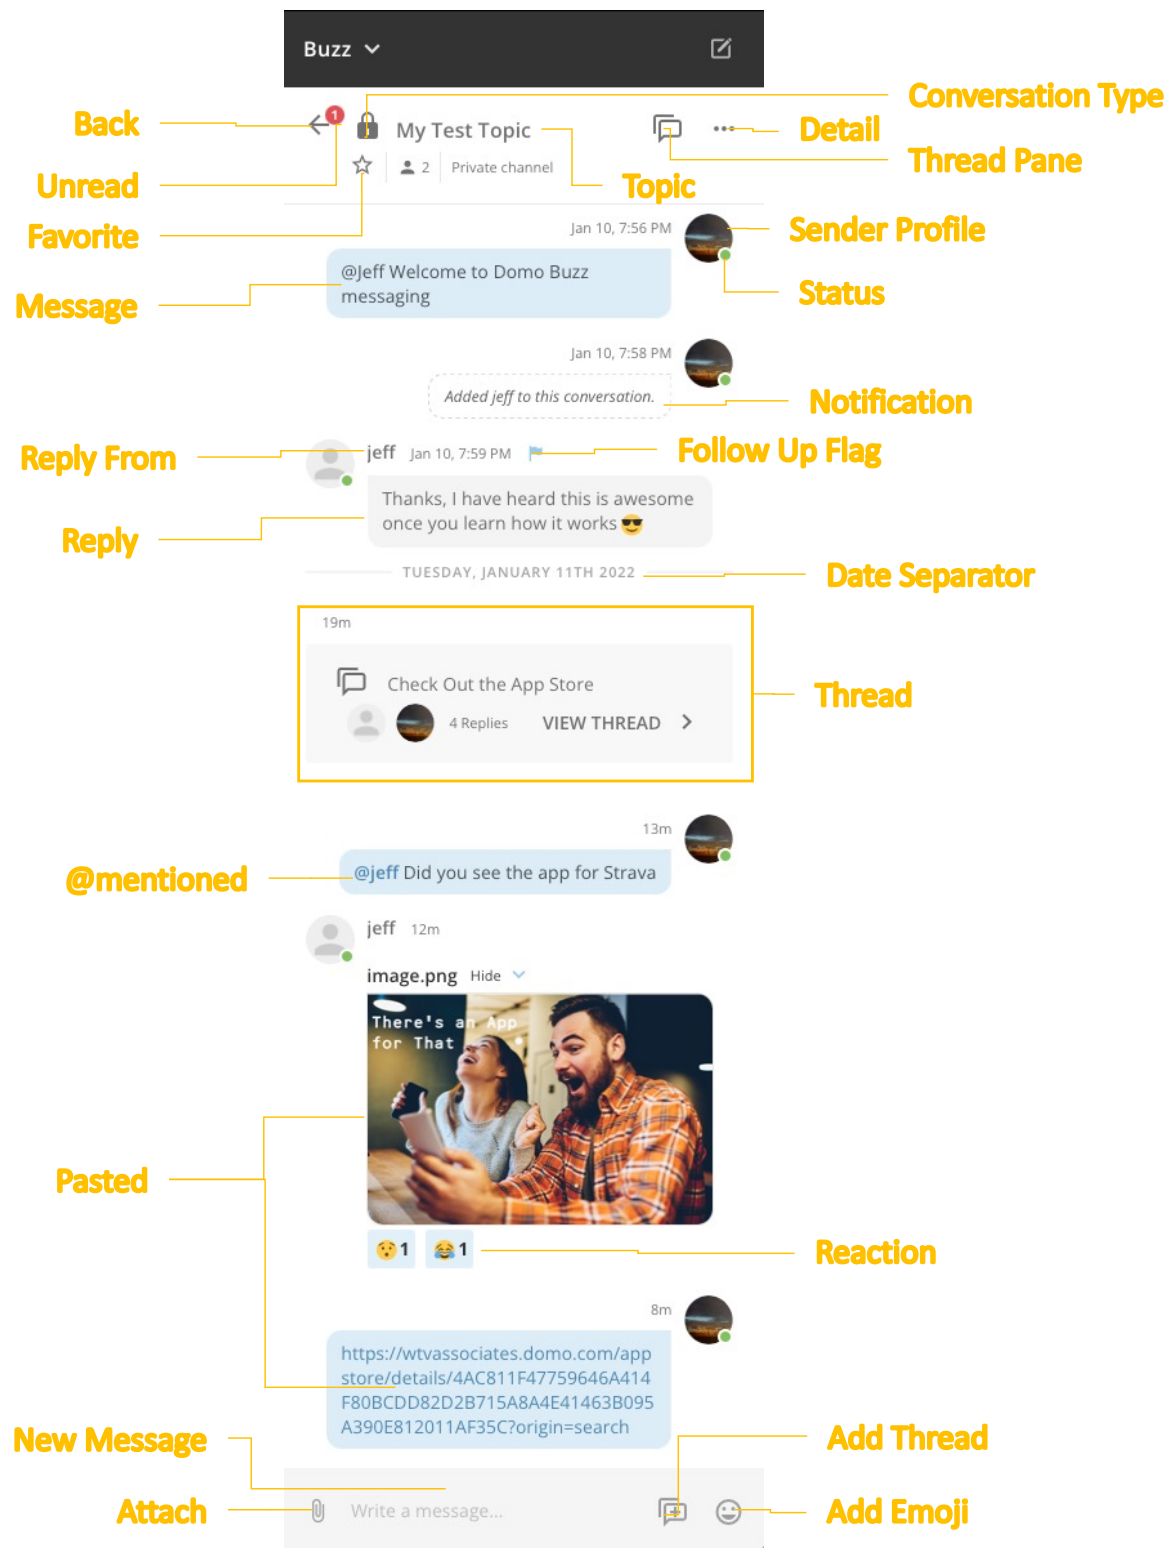 Buzz
Conversation Type
Back
1
My Test Topic
Detail
Thread Pane
2
Private channel
Unread
Topic
Favorite
Jan 10, 7:56 PM
Sender Profile
@Jeff Welcome to Domo Buzz
messaging
Message
Status
Jan 10, 7:58 PM
Added jeff to this conversation.
Notification
Reply From
jeff Jan 10, 7:59 PM
Follow Up Flag
Thanks, I have heard this is awesome
once you learn how it works 😎
Reply
TUESDAY, JANUARY 11TH 2022
Date Separator
19m
Check Out the App Store
4 Replies VIEW THREAD
Thread
13m
@mentioned
@jeff Did you see the app for Strava
jeff 12m
image.png Hide
There's an App
for That
Pasted
😯1 😂1
Reaction
8m
https://wtvassociates.domo.com/app
store/details/4AC811F47759646A414
F80BCDD82D2B715A8A4E41463B095
A390E812011AF35C?origin=search
New Message
Add Thread
Attach
Write a message...
Add Emoji